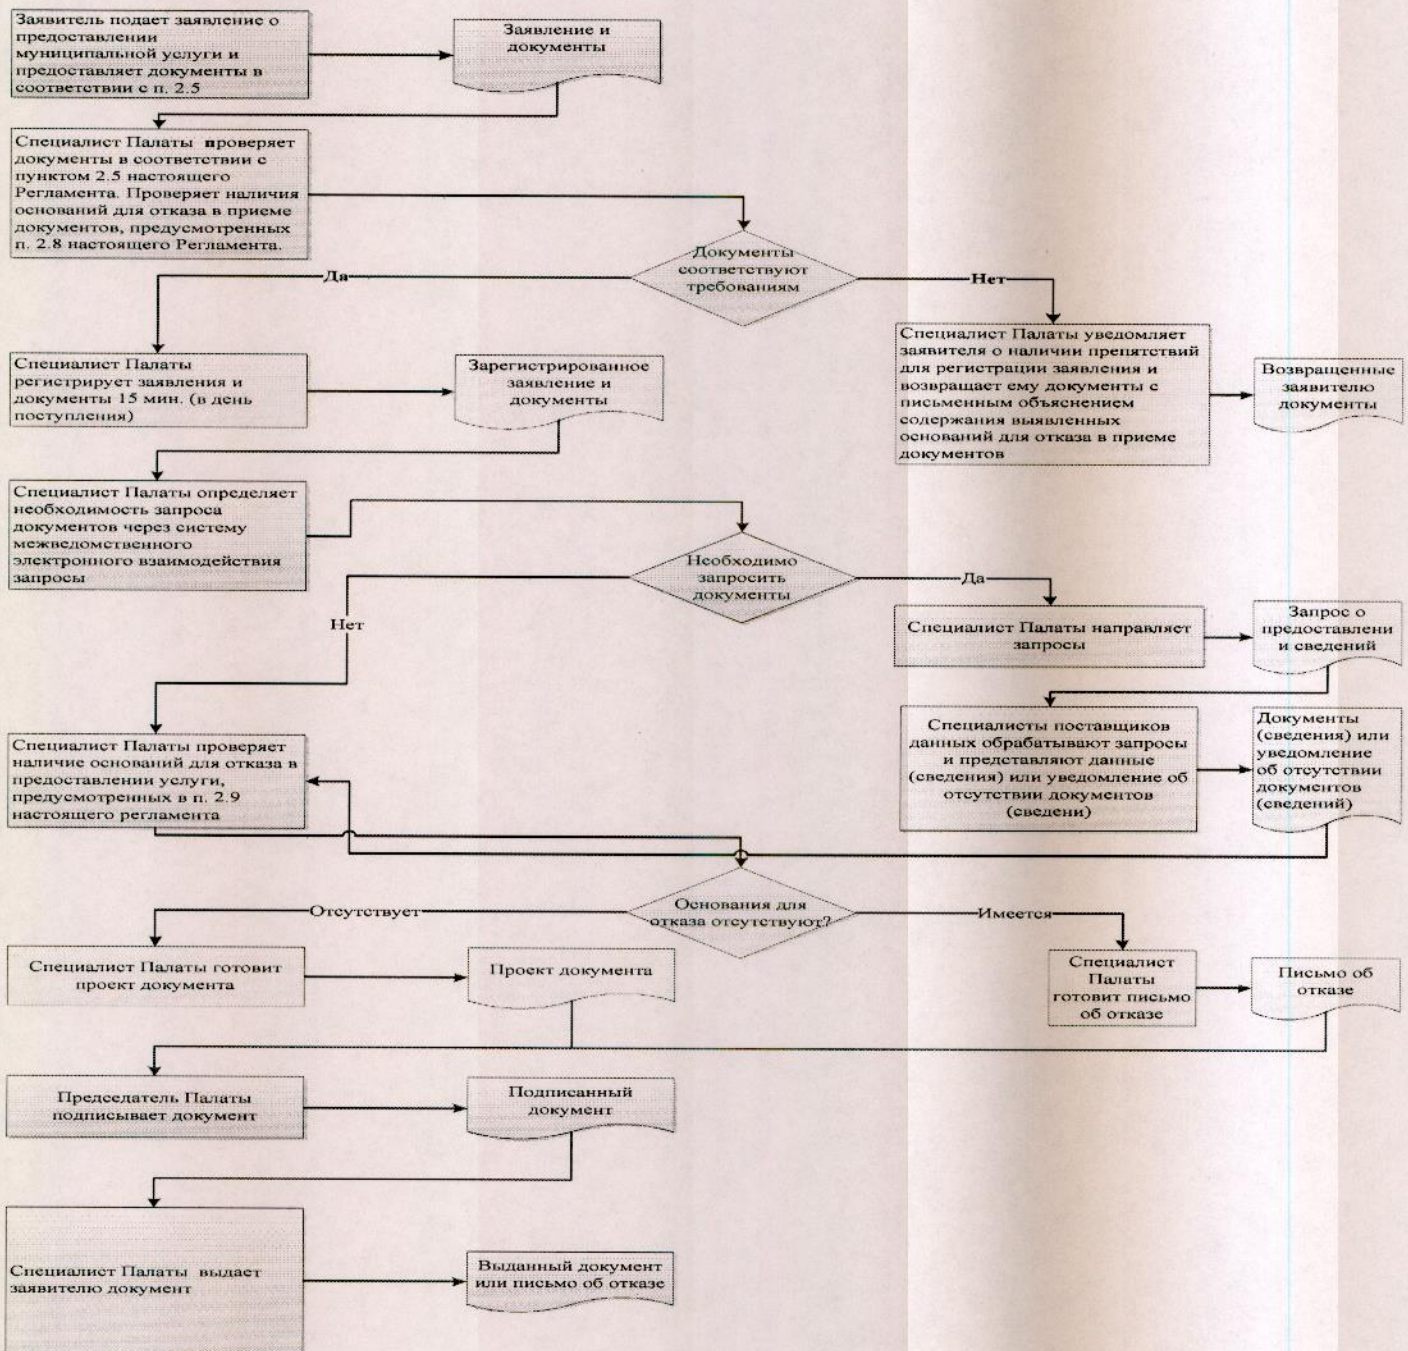 Заявитель подает заявление о
предоставлении
муниципальной услуги и
предоставляет документы в
соответствии с п. 2.5
Заявление и
документы
Специалист Палаты проверяет
документы в соответствии с
пунктом 2.5 настоящего
Регламента. Проверяет наличия
оснований для отказа в приеме
документов, предусмотренных
п. 2.8 настоящего Регламента.
Документы
соответствуют
требованиям
Да
Нет
Специалист Палаты
регистрирует заявления и
документы 15 мин. (в день
поступления)
Зарегистрированное
заявление и
документы
Специалист Палаты уведомляет
заявителя о наличии препятствий
для регистрации заявления и
возвращает ему документы с
письменным объяснением
содержания выявленных
оснований для отказа в приеме
документов
Возвращенные
заявителю
документы
Специалист Палаты определяет
необходимость запроса
документов через систему
межведомственного
электронного взаимодействия
запросы
Необходимо
запросить
документы
Да
Нет
Специалист Палаты направляет
запросы
Запрос о
предоставлени
и сведений
Специалист Палаты проверяет
наличие оснований для отказа в
предоставлении услуги,
предусмотренных в п. 2.9
настоящего регламента
Специалисты поставщиков
данных обрабатывают запросы
и представляют данные
(сведения) или уведомление об
отсутствии документов
(сведени)
Документы
(сведения) или
уведомление
об отсутствии
документов
(сведений)
Основания для
отказа отсутствуют?
Отсутствует
Имеется
Специалист Палаты готовит
проект документа
Проект документа
Специалист
Палаты
готовит письмо
об отказе
Письмо об
отказе
Председатель Палаты
подписывает документ
Подписанный
документ
Специалист Палаты выдает
заявителю документ
Выданный документ
или письмо об отказе